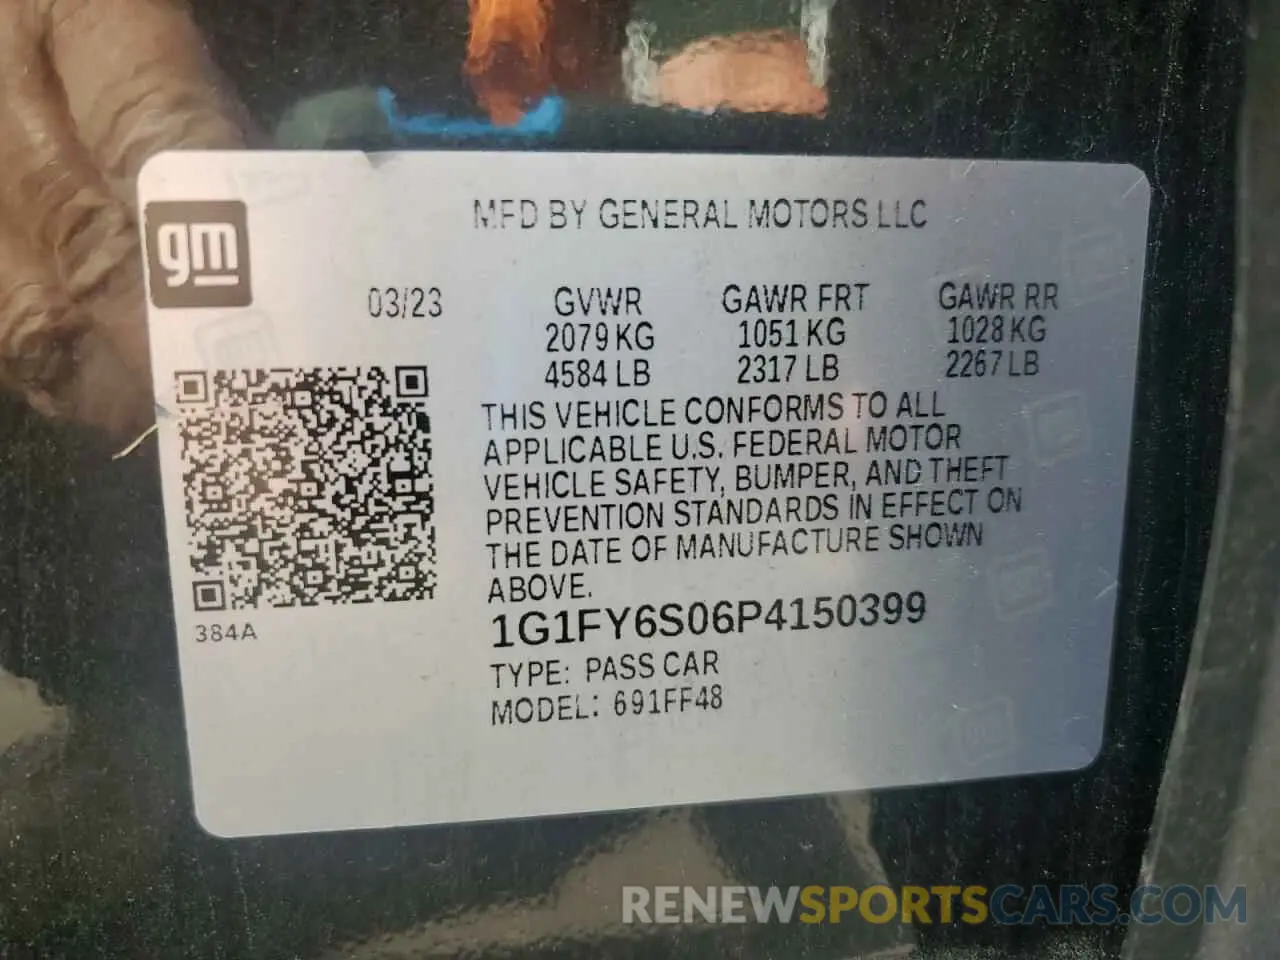 MFD BY GENERAL MOTORS LLC
gm
03/23 GVWR GAWR FRT GAWR RR
2079 KG 1051 KG 1028 KG
4584 LB 2317 LB 2267 LB
THIS VEHICLE CONFORMS TO ALL
APPLICABLE U.S. FEDERAL MOTOR
VEHICLE SAFETY, BUMPER, AND THEFT
PREVENTION STANDARDS IN EFFECT ON
THE DATE OF MANUFACTURE SHOWN
ABOVE.
1G1FY6S06P4150399
384A
TYPE: PASS CAR
MODEL: 691FF48
RENEWSPORTSCARS.COM